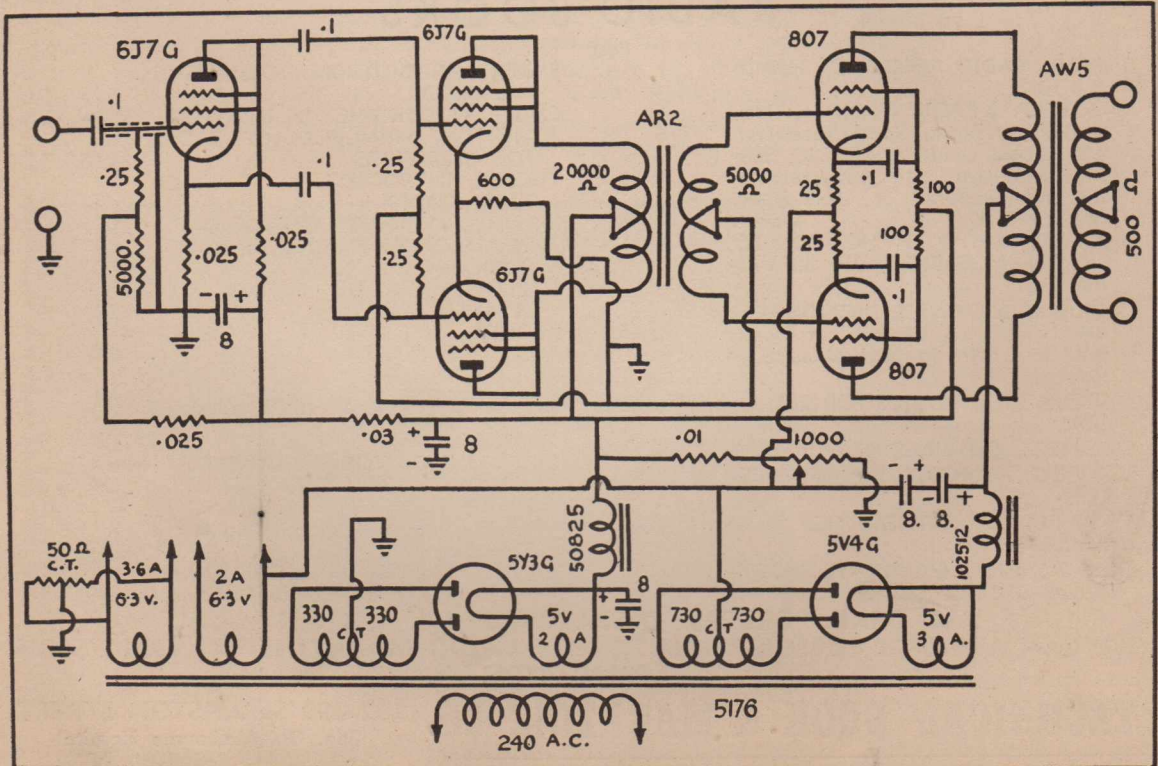 6J7G
.1
6J7G
807
AW5
.1
AR2
.25
.25
20000
Ω
5000
Ω
.1
600
25
100
.1
5000.
.025
.025
.25
25
100
500 Ω
6J7G
.1
- +
8
807
.025
.03
+
-
8
.01
1000
- +
8.
- +
8.
50825
102512
50Ω
C.T.
3.6A
6.3 v.
2A
6.3 v.
5Y3G
5V4G
330
C T
330
5v
2 A
+
-
8
730
C T
730
5v
3 A.
5176
240 A.C.